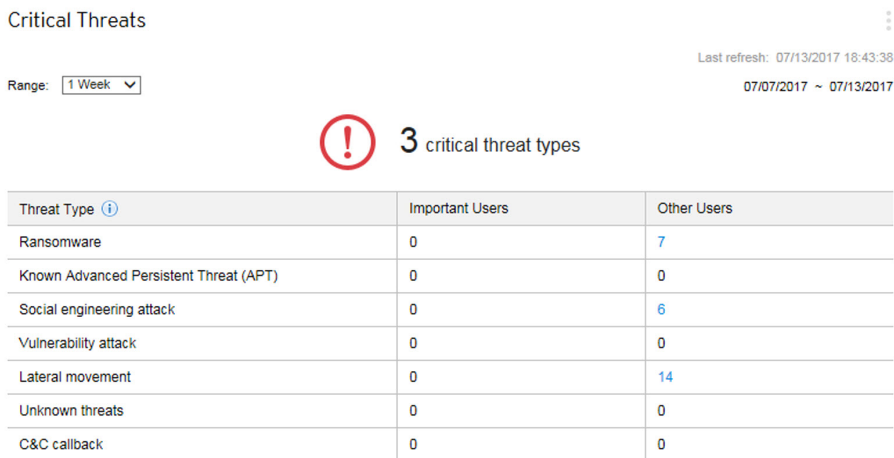 Critical Threats
Last refresh: 07/13/2017 18:43:38
Range: 1 Week 07/07/2017 ~ 07/13/2017
3 critical threat types
Threat Type Important Users Other Users
Ransomware 0 7
Known Advanced Persistent Threat (APT) 0 0
Social engineering attack 0 6
Vulnerability attack 0 0
Lateral movement 0 14
Unknown threats 0 0
C&C callback 0 0